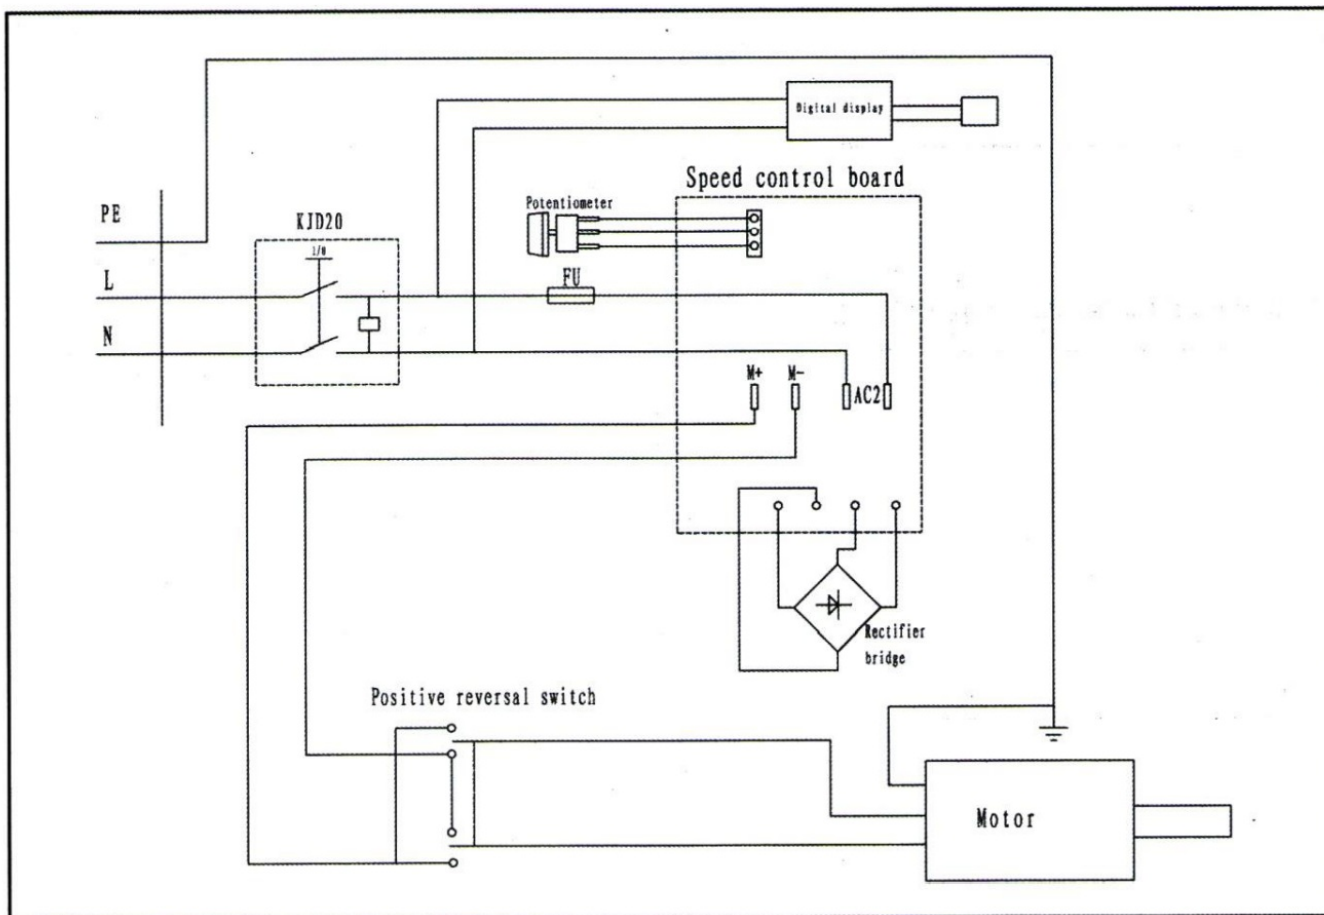 Digital display
Speed control board
Potentiometer
PE
KJD20
L
FU
N
M+
M-
AC2
Rectifier
bridge
Positive reversal switch
Motor